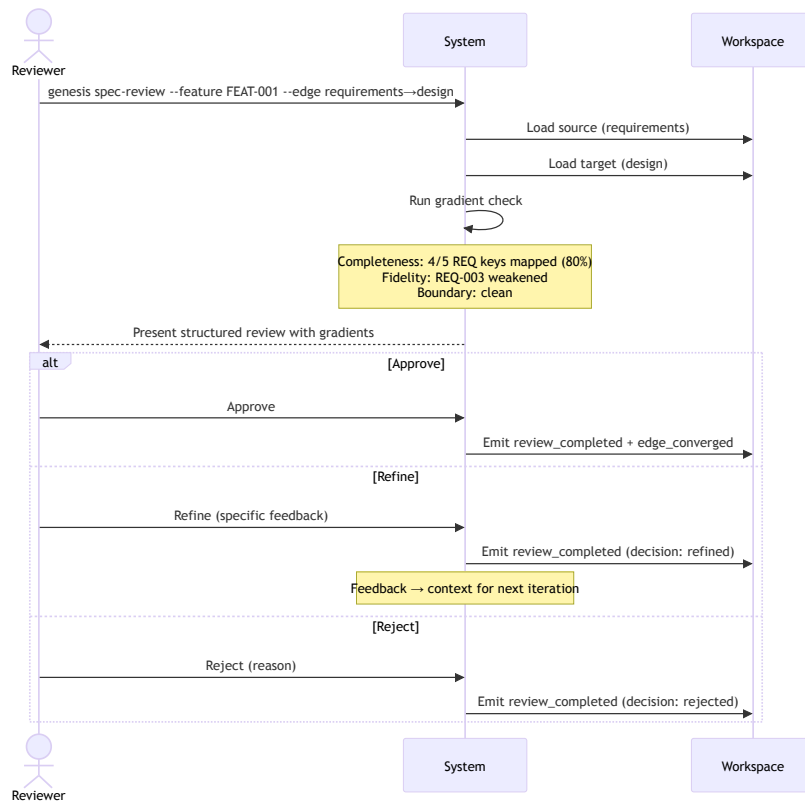 Reviewer
System
Workspace
genesis spec-review --feature FEAT-001 --edge requirements→design
Load source (requirements)
Load target (design)
Run gradient check
Completeness: 4/5 REQ keys mapped (80%)
Fidelity: REQ-003 weakened
Boundary: clean
Present structured review with gradients
alt
[Approve]
Approve
Emit review_completed + edge_converged
[Refine]
Refine (specific feedback)
Emit review_completed (decision: refined)
Feedback → context for next iteration
[Reject]
Reject (reason)
Emit review_completed (decision: rejected)
Reviewer
System
Workspace